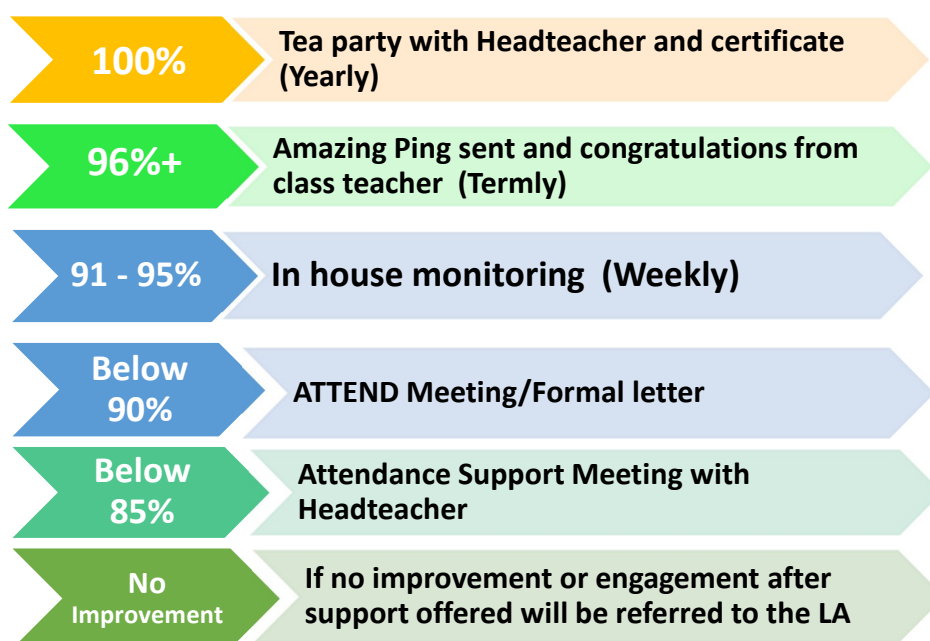 100%
Tea party with Headteacher and certificate
(Yearly)
96%+
Amazing Ping sent and congratulations from
class teacher  (Termly)
91 - 95%
In house monitoring  (Weekly)
Below
90%
ATTEND Meeting/Formal letter
Below
85%
Attendance Support Meeting with
Headteacher
No
Improvement
If no improvement or engagement after
support offered will be referred to the LA